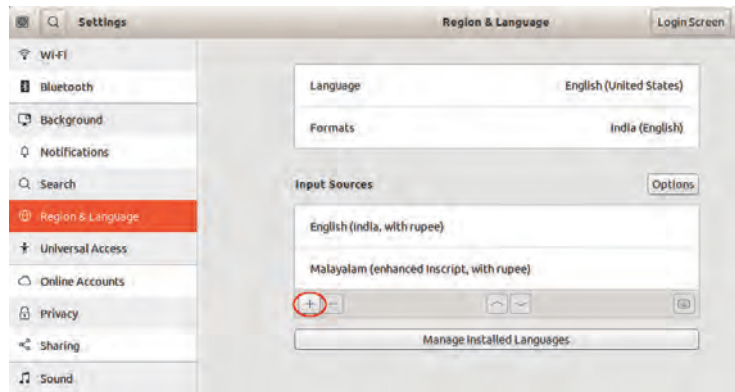 Settings
Region & Language
Login Screen
Wi-Fi
Bluetooth
Background
Notifications
Search
Region & Language
Universal Access
Online Accounts
Privacy
Sharing
Sound
Language
English (United States)
Formats
India (English)
Input Sources
Options
English (India, with rupee)
Malayalam (enhanced Inscript, with rupee)
+
−
Manage Installed Languages